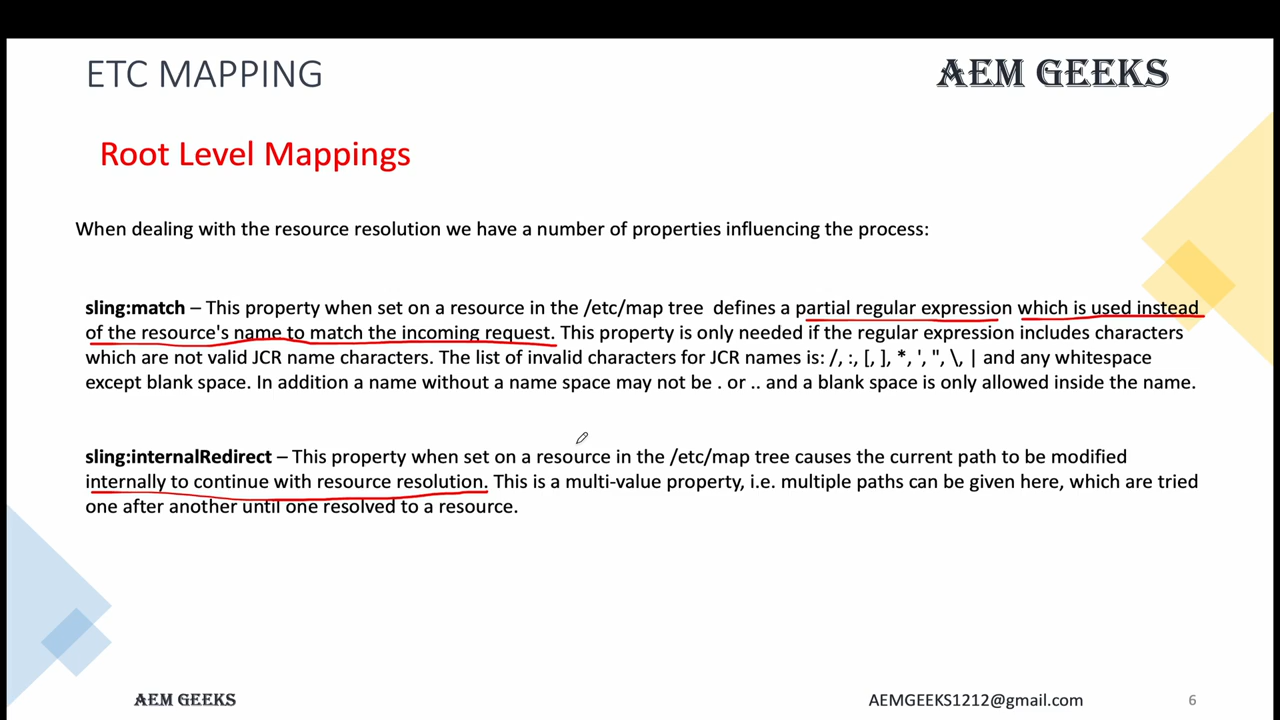 ETC MAPPING
AEM GEEKS
Root Level Mappings
When dealing with the resource resolution we have a number of properties influencing the process:
sling:match – This property when set on a resource in the /etc/map tree  defines a partial regular expression which is used instead
of the resource's name to match the incoming request. This property is only needed if the regular expression includes characters
which are not valid JCR name characters. The list of invalid characters for JCR names is: /, :, [, ], *, ', ", \, | and any whitespace
except blank space. In addition a name without a name space may not be . or .. and a blank space is only allowed inside the name.
sling:internalRedirect – This property when set on a resource in the /etc/map tree causes the current path to be modified
internally to continue with resource resolution. This is a multi-value property, i.e. multiple paths can be given here, which are tried
one after another until one resolved to a resource.
AEM GEEKS
AEMGEEKS1212@gmail.com
6